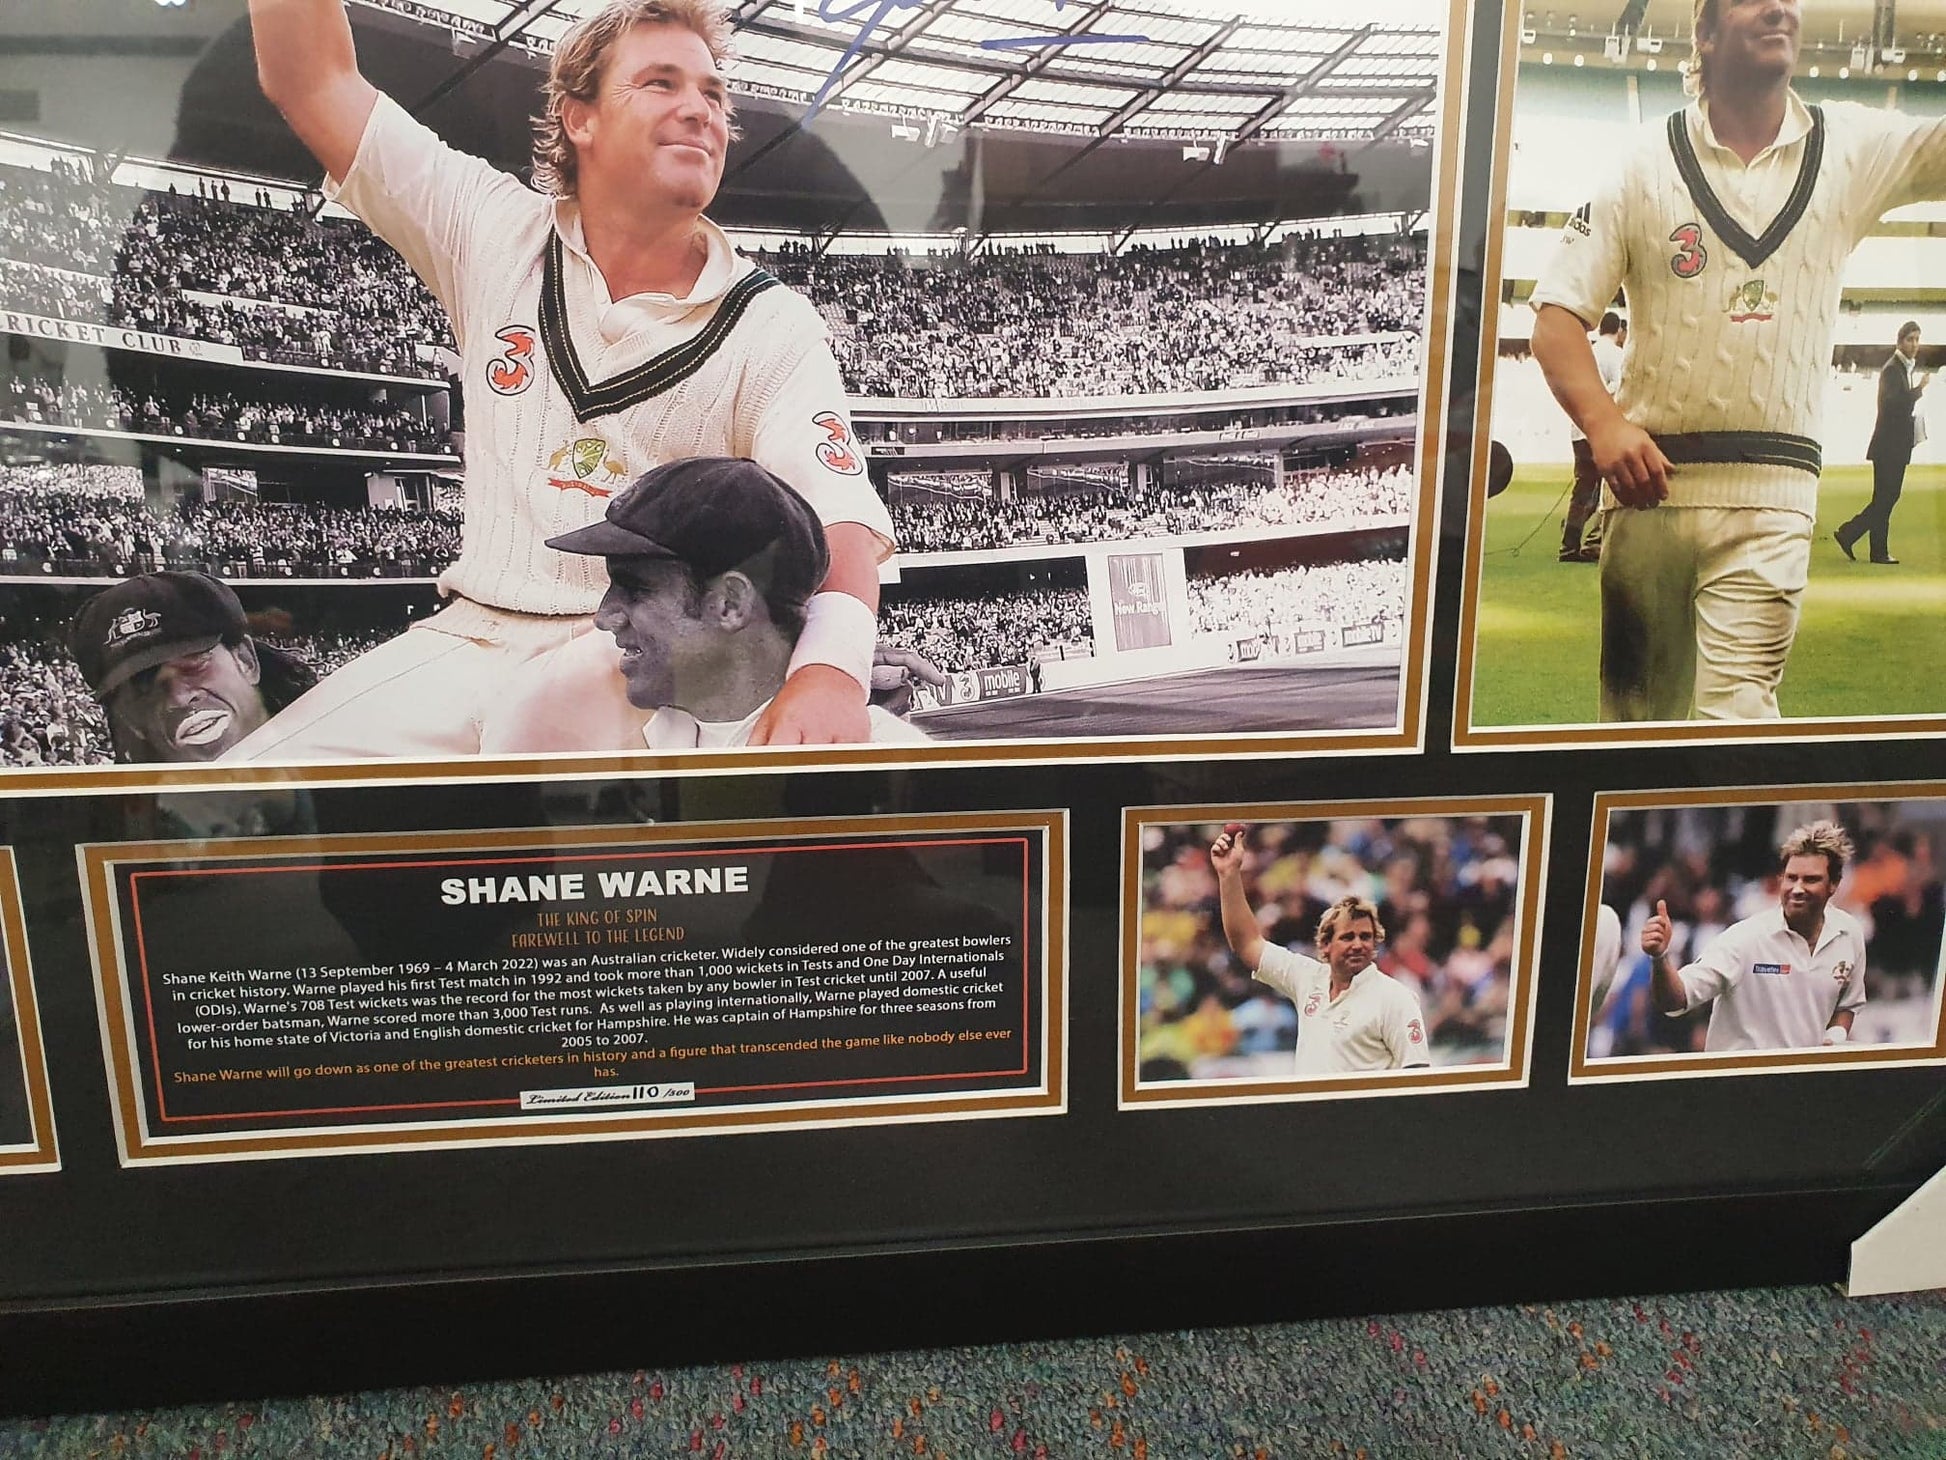 RICKET CLUB
3
3
3
adidas
New Rang
3 mobile
SHANE WARNE
THE KING OF SPIN
FAREWELL TO THE LEGEND
Shane Keith Warne (13 September 1969 – 4 March 2022) was an Australian cricketer. Widely considered one of the greatest bowlers
in cricket history. Warne played his first Test match in 1992 and took more than 1,000 wickets in Tests and One Day Internationals
(ODIs). Warne's 708 Test wickets was the record for the most wickets taken by any bowler in Test cricket until 2007. A useful
lower-order batsman, Warne scored more than 3,000 Test runs. As well as playing internationally, Warne played domestic cricket
for his home state of Victoria and English domestic cricket for Hampshire. He was captain of Hampshire for three seasons from
2005 to 2007.
Shane Warne will go down as one of the greatest cricketers in history and a figure that transcended the game like nobody else ever
has.
Limited Edition 110 /500
Travelex